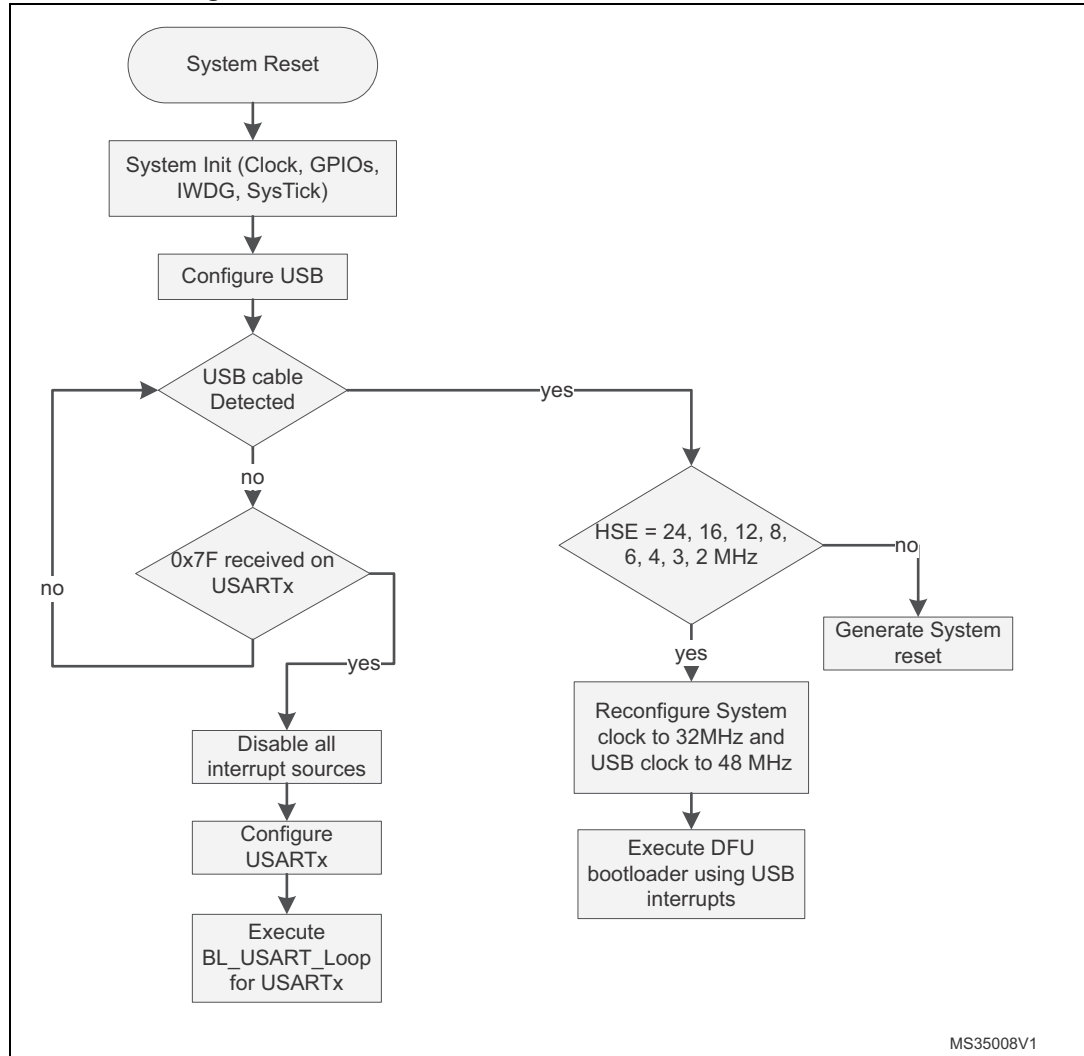 System Reset
System Init (Clock, GPIOs,
IWDG, SysTick)
Configure USB
USB cable
Detected
yes
no
HSE = 24, 16, 12, 8,
6, 4, 3, 2 MHz
no
0x7F received on
USARTx
no
Generate System
reset
yes
yes
Reconfigure System
clock to 32MHz and
USB clock to 48 MHz
Disable all
interrupt sources
Configure
USARTx
Execute DFU
bootloader using USB
interrupts
Execute
BL_USART_Loop
for USARTx
MS35008V1